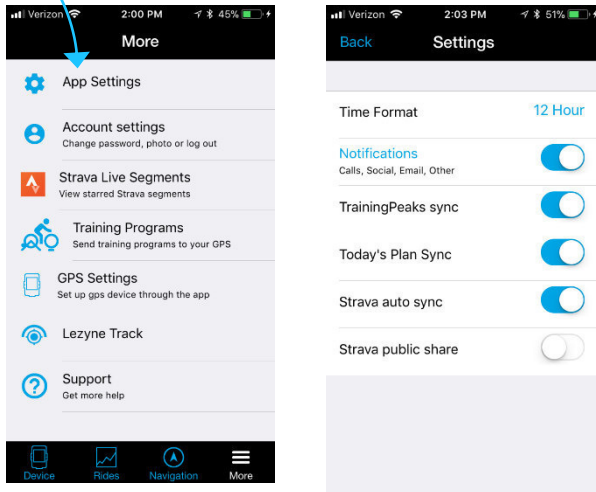 Verizon 2:00 PM 45%
More
App Settings
Account settings
Change password, photo or log out
Strava Live Segments
View starred Strava segments
Training Programs
Send training programs to your GPS
GPS Settings
Set up gps device through the app
Lezyne Track
Support
Get more help
Device Rides Navigation More
Verizon 2:03 PM 51%
Back Settings
Time Format 12 Hour
Notifications
Calls, Social, Email, Other
TrainingPeaks sync
Today's Plan Sync
Strava auto sync
Strava public share